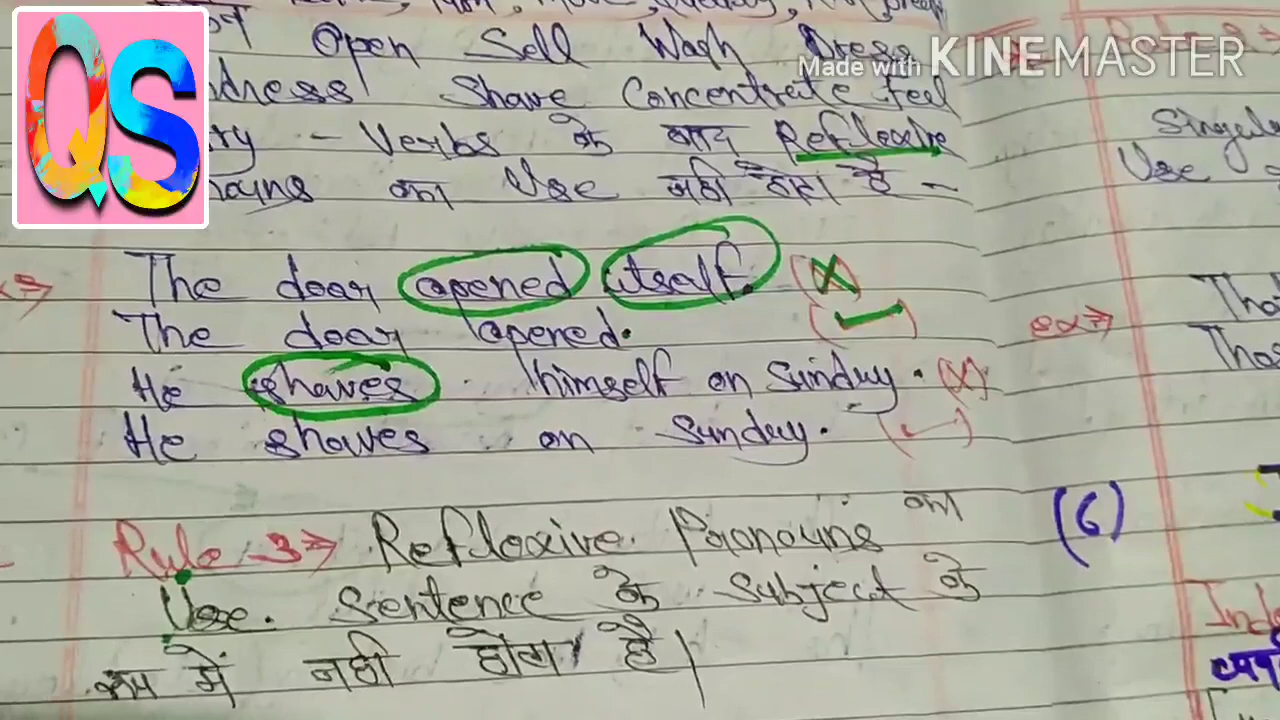 QS
Made with KINEMASTER
Open Sell Wash Dress
Shave Concentrate feel
Verbs के बाद Reflexive
का Use नही होता है -
The door opened itself. (X)
The door opened. (✓)
He shaves himself on Sunday. (X)
He shaves on Sunday. (✓)
Rule 3⇒ Reflexive Pronouns का
Use. Sentence के Subject के
रूप में नही होता है।
Use
ex⇒
(6)